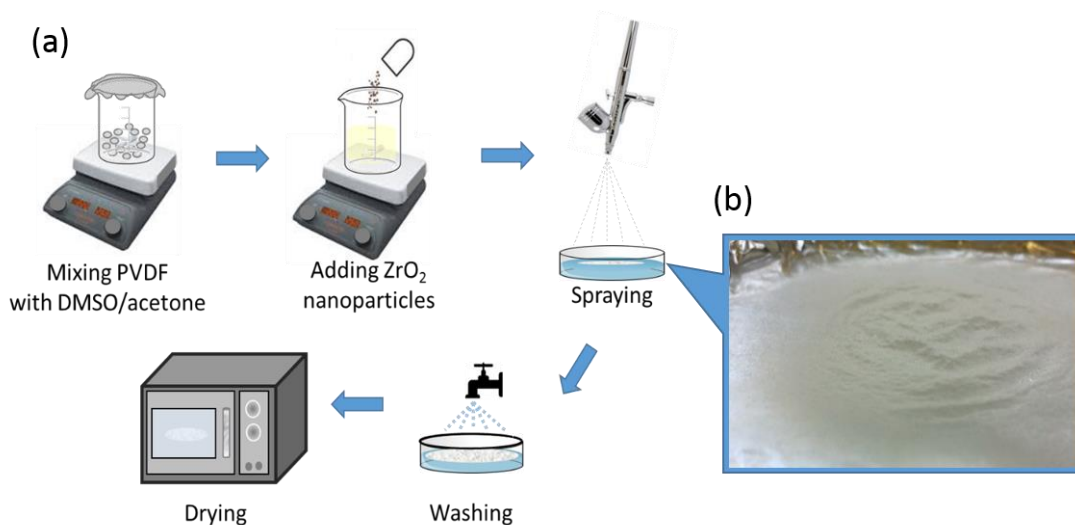 (a)
Mixing PVDF
with DMSO/acetone
Adding ZrO₂
nanoparticles
Spraying
(b)
Drying
Washing